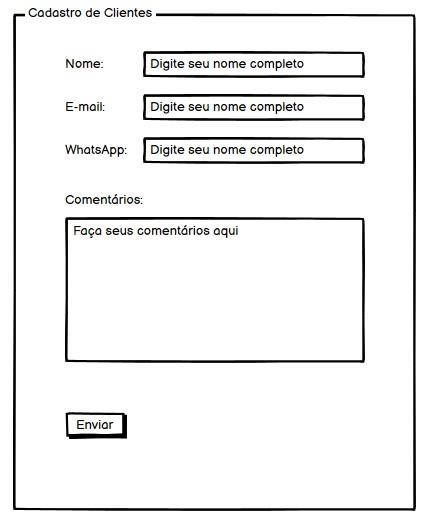 Cadastro de Clientes
Nome: Digite seu nome completo
E-mail: Digite seu nome completo
WhatsApp: Digite seu nome completo
Comentários:
Faça seus comentários aqui
Enviar